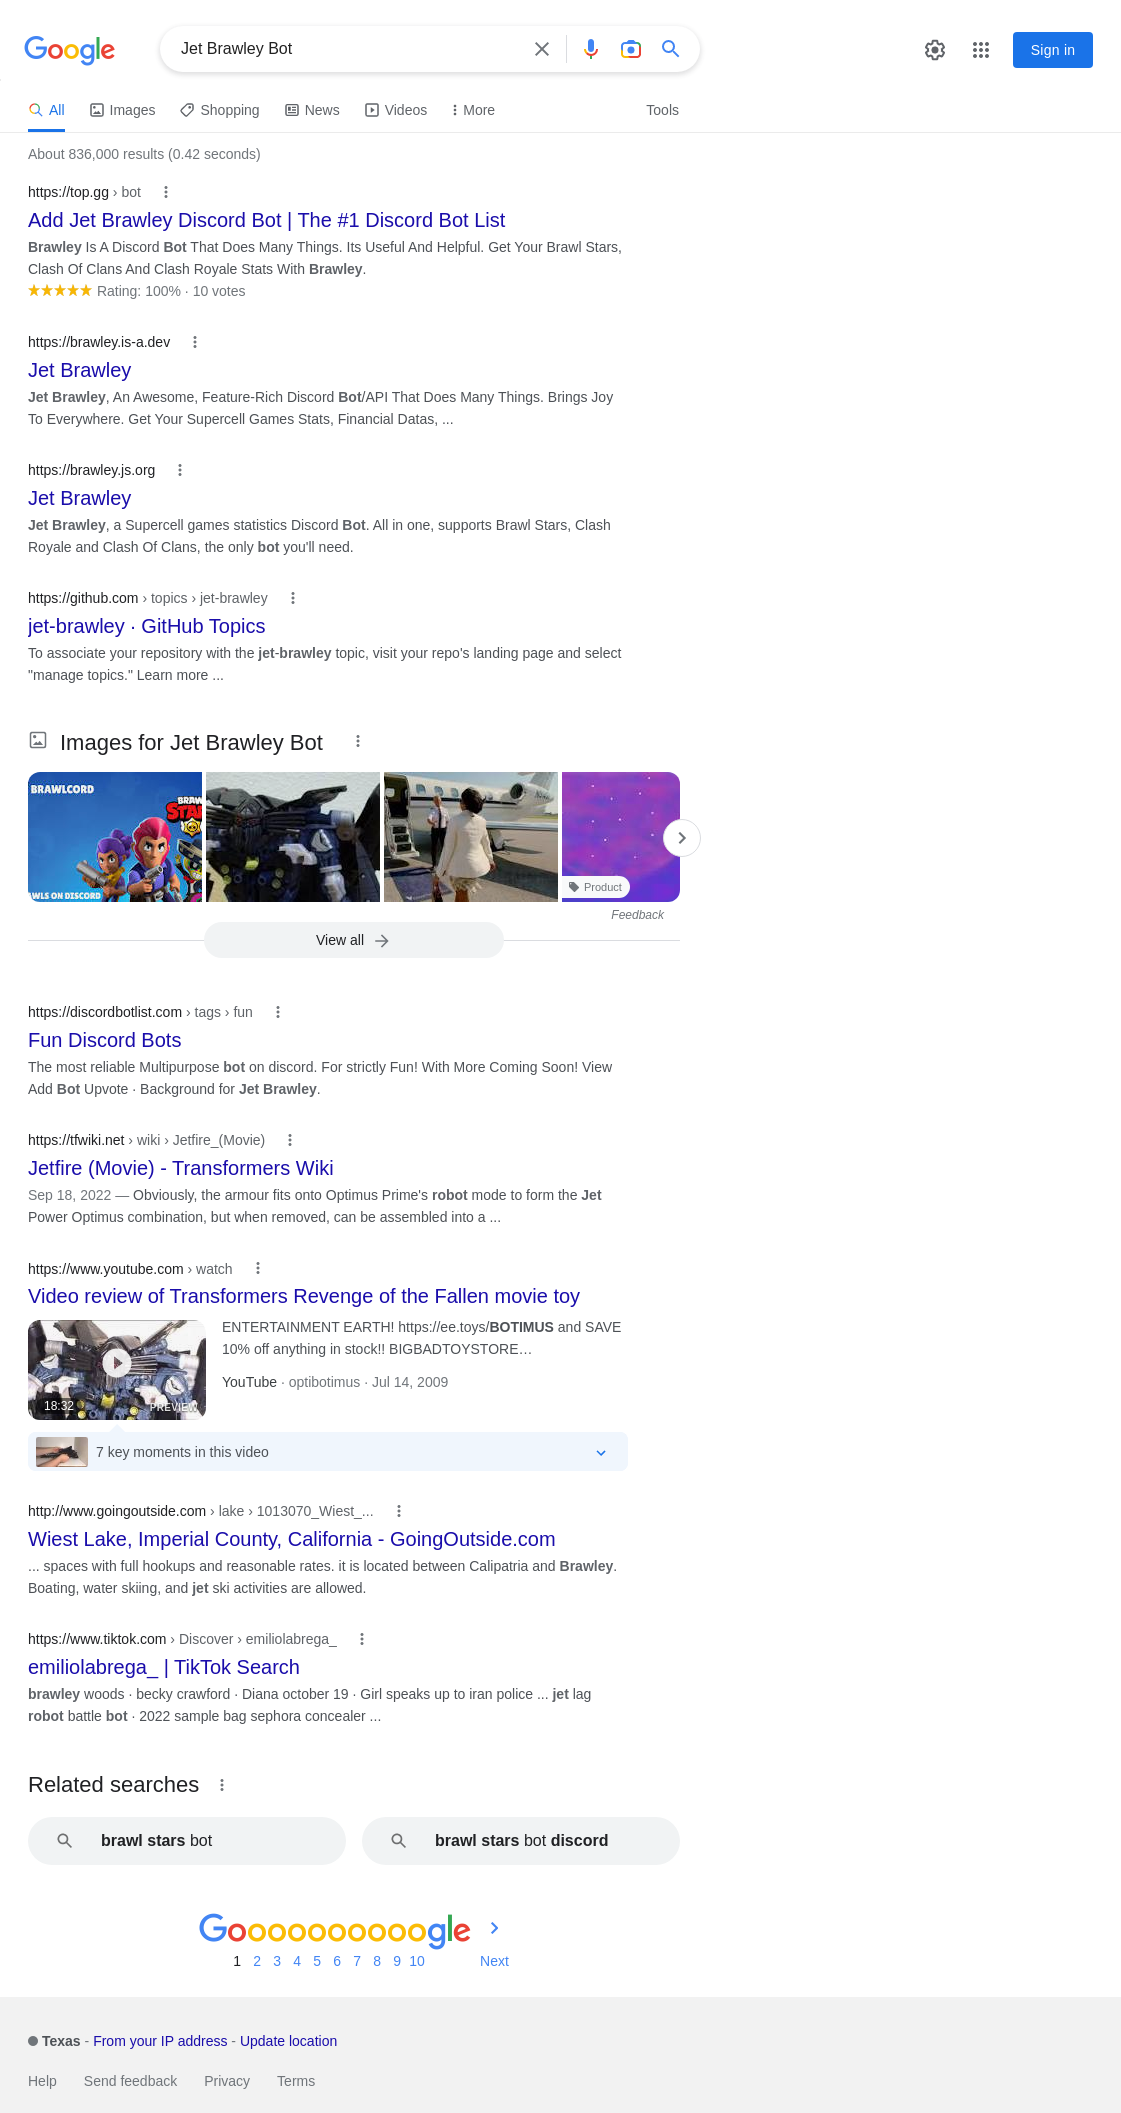 Google
Jet Brawley Bot
Sign in
All
Images
Shopping
News
Videos
More
Tools
About 836,000 results (0.42 seconds)
https://top.gg › bot
Add Jet Brawley Discord Bot | The #1 Discord Bot List
Brawley Is A Discord Bot That Does Many Things. Its Useful And Helpful. Get Your Brawl Stars,
Clash Of Clans And Clash Royale Stats With Brawley.
Rating: 100% · 10 votes
https://brawley.is-a.dev
Jet Brawley
Jet Brawley, An Awesome, Feature-Rich Discord Bot/API That Does Many Things. Brings Joy
To Everywhere. Get Your Supercell Games Stats, Financial Datas, ...
https://brawley.js.org
Jet Brawley
Jet Brawley, a Supercell games statistics Discord Bot. All in one, supports Brawl Stars, Clash
Royale and Clash Of Clans, the only bot you'll need.
https://github.com › topics › jet-brawley
jet-brawley · GitHub Topics
To associate your repository with the jet-brawley topic, visit your repo's landing page and select
"manage topics." Learn more ...
Images for Jet Brawley Bot
BRAWLCORD
BRAW
STA
AWLS ON DISCORD
Product
Feedback
View all
https://discordbotlist.com › tags › fun
Fun Discord Bots
The most reliable Multipurpose bot on discord. For strictly Fun! With More Coming Soon! View
Add Bot Upvote · Background for Jet Brawley.
https://tfwiki.net › wiki › Jetfire_(Movie)
Jetfire (Movie) - Transformers Wiki
Sep 18, 2022 — Obviously, the armour fits onto Optimus Prime's robot mode to form the Jet
Power Optimus combination, but when removed, can be assembled into a ...
https://www.youtube.com › watch
Video review of Transformers Revenge of the Fallen movie toy
ENTERTAINMENT EARTH! https://ee.toys/BOTIMUS and SAVE
10% off anything in stock!! BIGBADTOYSTORE…
YouTube · optibotimus · Jul 14, 2009
18:32
PREVIEW
7 key moments in this video
http://www.goingoutside.com › lake › 1013070_Wiest_...
Wiest Lake, Imperial County, California - GoingOutside.com
... spaces with full hookups and reasonable rates. it is located between Calipatria and Brawley.
Boating, water skiing, and jet ski activities are allowed.
https://www.tiktok.com › Discover › emiliolabrega_
emiliolabrega_ | TikTok Search
brawley woods · becky crawford · Diana october 19 · Girl speaks up to iran police ... jet lag
robot battle bot · 2022 sample bag sephora concealer ...
Related searches
brawl stars bot
brawl stars bot discord
Goooooooooogle
1 2 3 4 5 6 7 8 9 10 Next
Texas - From your IP address - Update location
Help Send feedback Privacy Terms